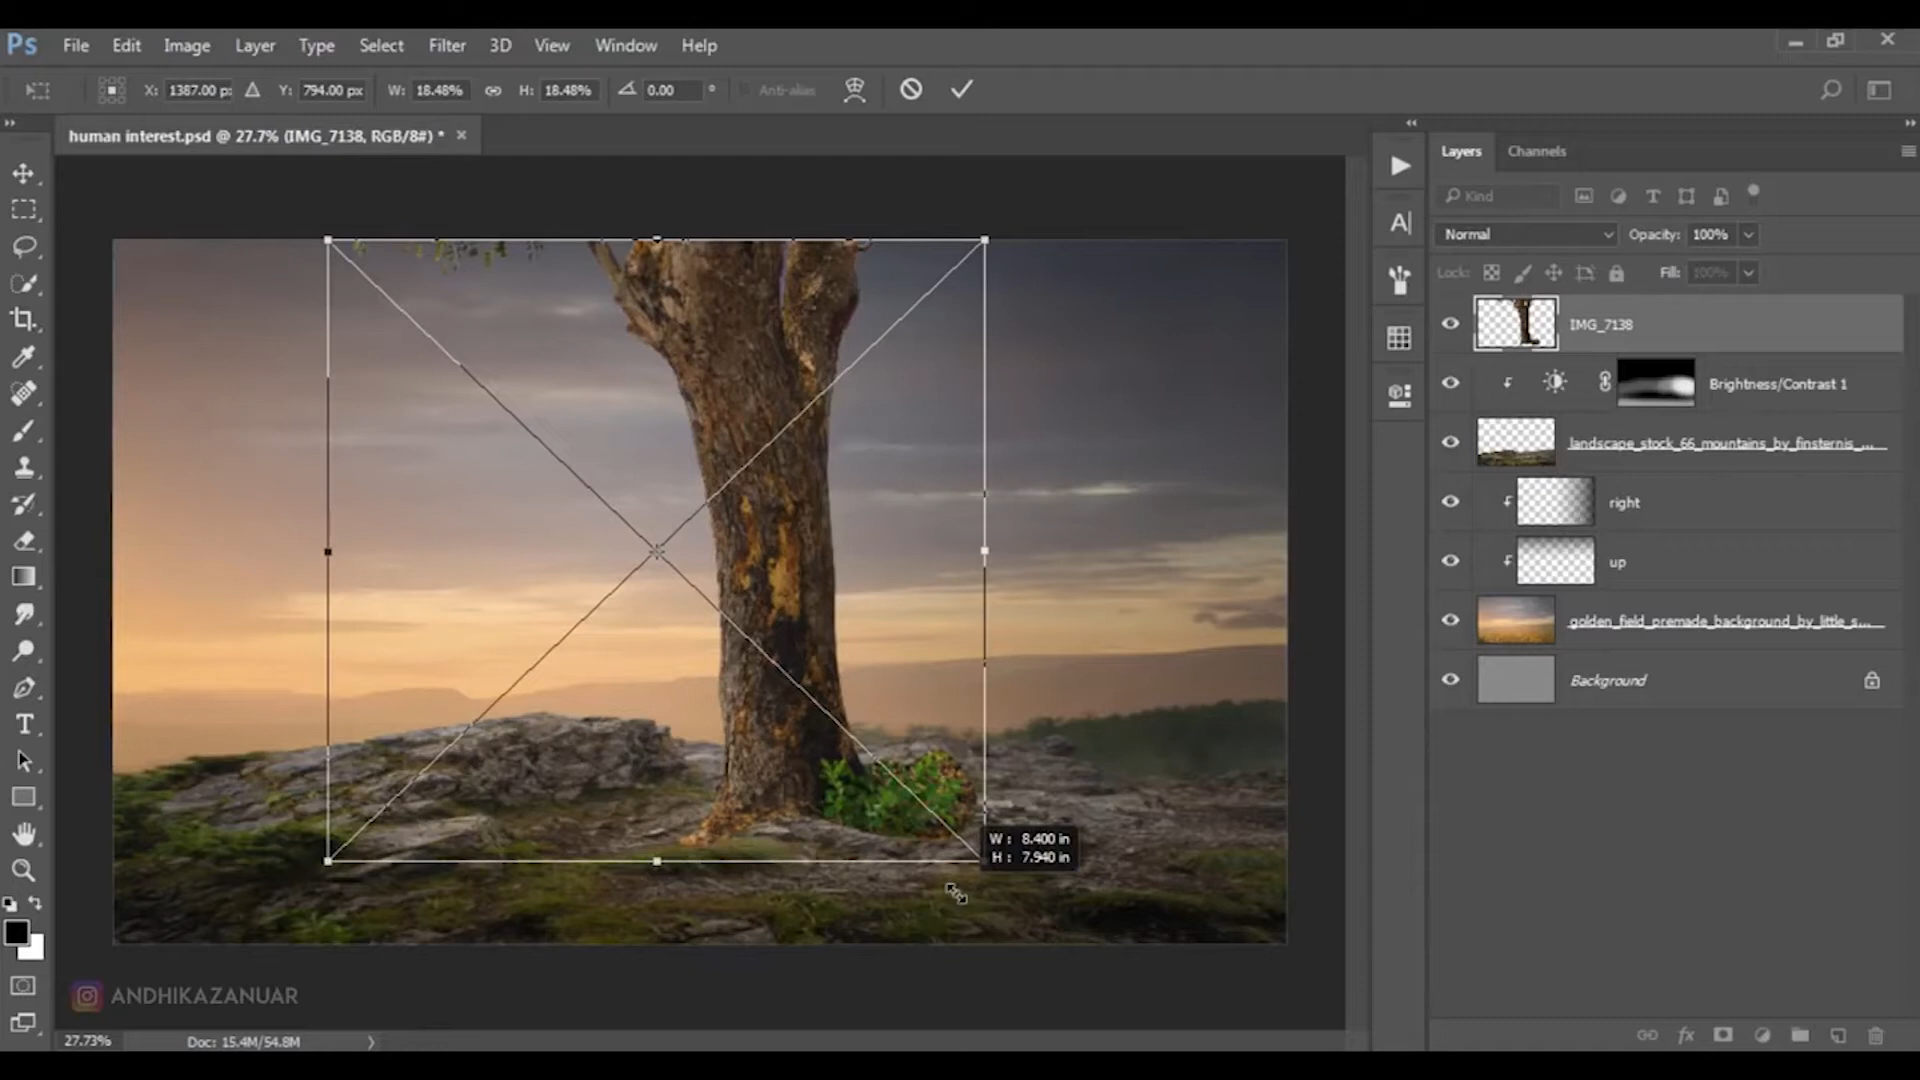 Ps File Edit Image Layer Type Select Filter 3D View Window Help
X: 1387.00 p: Y: 794.00 px W: 18.48% H: 18.48% 0.00 ° Anti-alias
human interest.psd @ 27.7% (IMG_7138, RGB/8#) * ×
Layers Channels
Kind
Normal Opacity: 100%
Lock: Fill: 100%
IMG_7138
Brightness/Contrast 1
landscape_stock_66_mountains_by_finsternis_...
right
up
golden_field_premade_background_by_little_s...
Background
W : 8.400 in
H : 7.940 in
ANDHIKAZANUAR
27.73% Doc: 15.4M/54.8M